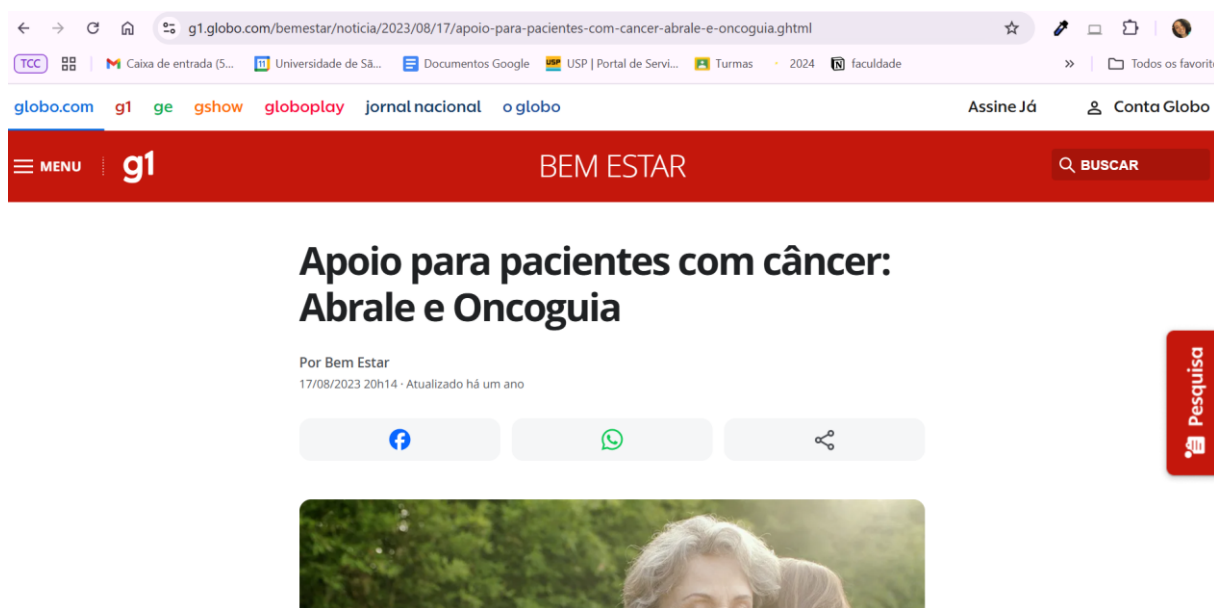 g1.globo.com/bemestar/noticia/2023/08/17/apoio-para-pacientes-com-cancer-abrale-e-oncoguia.ghtml
TCC Caixa de entrada (5... 11 Universidade de Sã... Documentos Google USP USP | Portal de Servi... Turmas 2024 faculdade » Todos os favorit
globo.com g1 ge gshow globoplay jornal nacional o globo Assine Já Conta Globo
MENU g1 BEM ESTAR BUSCAR
Apoio para pacientes com câncer:
Abrale e Oncoguia
Por Bem Estar
17/08/2023 20h14 · Atualizado há um ano
Pesquisa